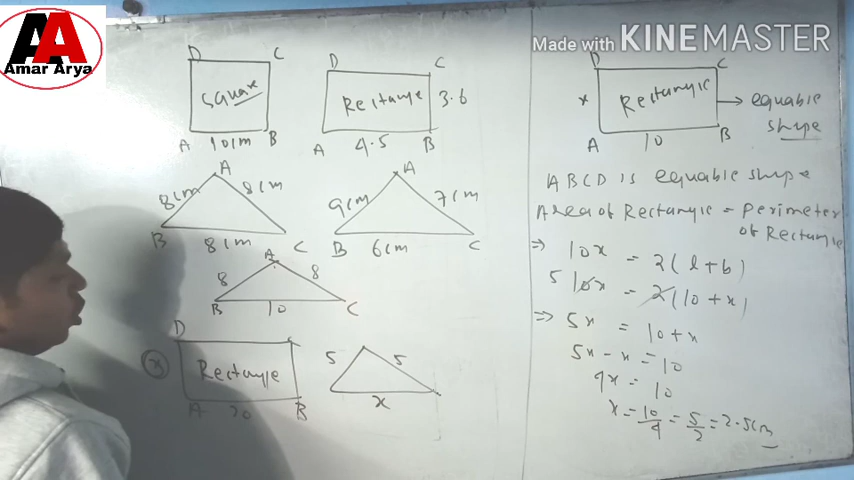 AA
Amar Arya
Made with KINEMASTER
D C
Square
A 10cm B
D C
Rectangle 3.6
A 4.5 B
A
8cm 8cm
B 8cm C
A
9cm 7cm
B 6cm C
A
8 8
B 10 C
D
x Rectangle
A 20 B
5 5
x
D C
x Rectangle → equable
shape
A 10 B
ABCD is equable shape
Area of Rectangle = Perimeter
of Rectangle
⇒ 10x = 2(l+b)
5 10x = 2(10+x)
⇒ 5x = 10+x
5x-x = 10
4x = 10
x = 10/4 = 5/2 = 2.5cm